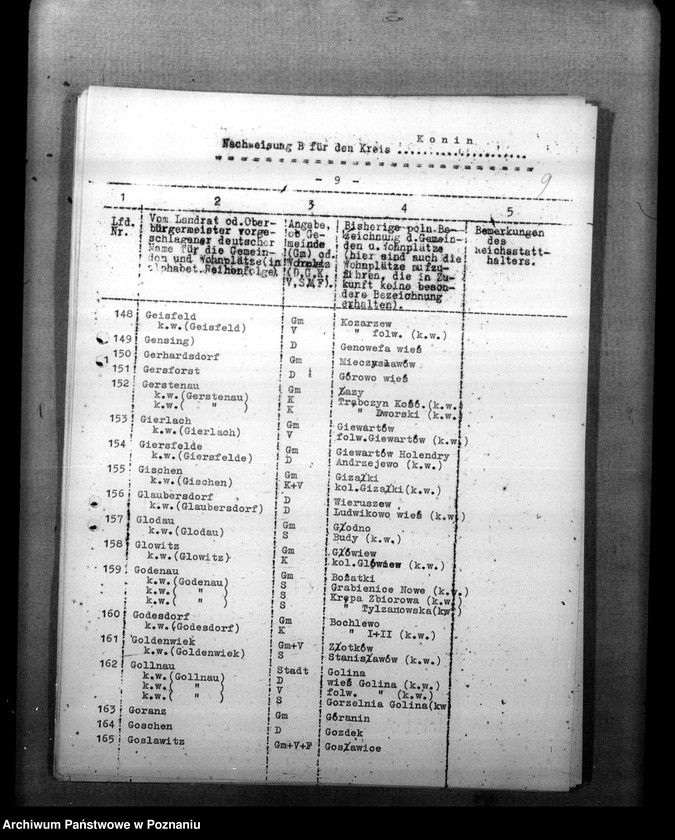 Nachweisung B für den Kreis ....Konin....
- 9 -
9
1 2 3 4 5
Lfd. Nr. | Vom Landrat od. Oberbürgermeister vorgeschlagener deutscher Name für die Gemeinden und Wohnplätze (in alphabet. Reihenfolge). | Angabe, ob Gemeinde (Gm) od. Wohnplatz (D,G,K, V,S,M,F). | Bisherige poln. Bezeichnung d. Gemeinden u. Wohnplätze (hier sind auch die Wohnplätze aufzuführen, die in Zukunft keine besondere Bezeichnung erhalten). | Bemerkungen des Reichsstatthalters.
148 Geisfeld Gm Kozarzew
k.w.(Geisfeld) V " folw. (k.w.)
149 Gensing) D Genowefa wieś
150 Gerhardsdorf Gm Mieczysławów
151 Gersforst D Górowo wieś
152 Gerstenau Gm Łazy
k.w.(Gerstenau) K Trąbczyn Kość.(k.w.)
k.w.( " ) K " Dworski (k.w.)
153 Gierlach Gm Giewartów
k.w.(Gierlach) V folw.Giewartów (k.w.)
154 Giersfelde Gm Giewartów Holendry
k.w.(Giersfelde) D Andrzejewo (k.w.)
155 Gischen Gm Gizałki
k.w.(Gischen) K+V kol.Gizałki(k.w.)
156 Glaubersdorf D Wieruszew
k.w.(Glaubersdorf) D Ludwikowo wieś (k.w.)
157 Glodau Gm Głodno
k.w.(Glodau) S Budy (k.w.)
158 Glowitz Gm Główiew
k.w.(Glowitz) K kol.Główiew (k.w.)
159 Godenau Gm Bożatki
k.w.(Godenau) S Grabienice Nowe (k.w.)
k.w.( " ) S Krępa Zbiorowa (k.w.)
k.w.( " ) S " Tylzanowska(kw)
160 Godesdorf Gm Bochlewo
k.w.(Godesdorf) K " I+II (k.w.)
161 Goldenwiek Gm+V Złotków
k.w.(Goldenwiek) S Stanisławów (k.w.)
162 Gollnau Stadt Golina
k.w.(Gollnau) D wieś Golina (k.w.)
k.w.( " ) V folw. " (k.w.)
k.w.( " ) S Gorzelnia Golina(kw
163 Goranz Gm Góranin
164 Goschen D Gozdek
165 Goslawitz Gm+V+F Gosławice
Archiwum Państwowe w Poznaniu